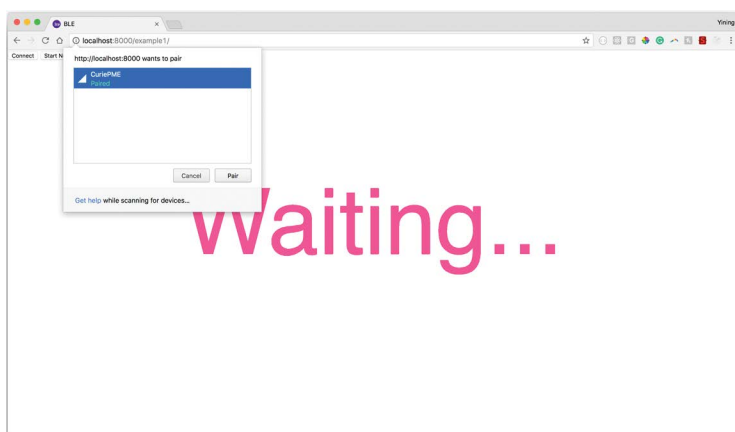 BLE
Yining
localhost:8000/example1/
Connect Start N
http://localhost:8000 wants to pair
CuriePME
Paired
Cancel Pair
Get help while scanning for devices...
Waiting...